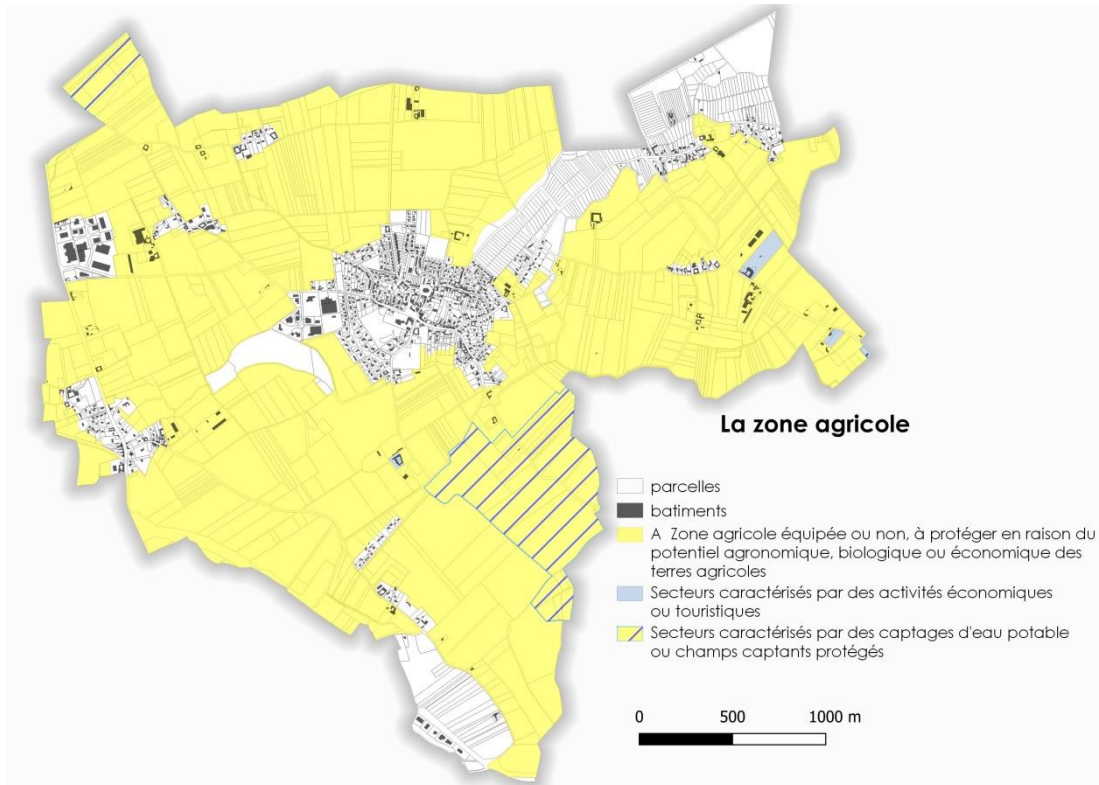 La zone agricole
parcelles
batiments
A Zone agricole équipée ou non, à protéger en raison du
potentiel agronomique, biologique ou économique des
terres agricoles
Secteurs caractérisés par des activités économiques
ou touristiques
Secteurs caractérisés par des captages d'eau potable
ou champs captants protégés
0 500 1000 m